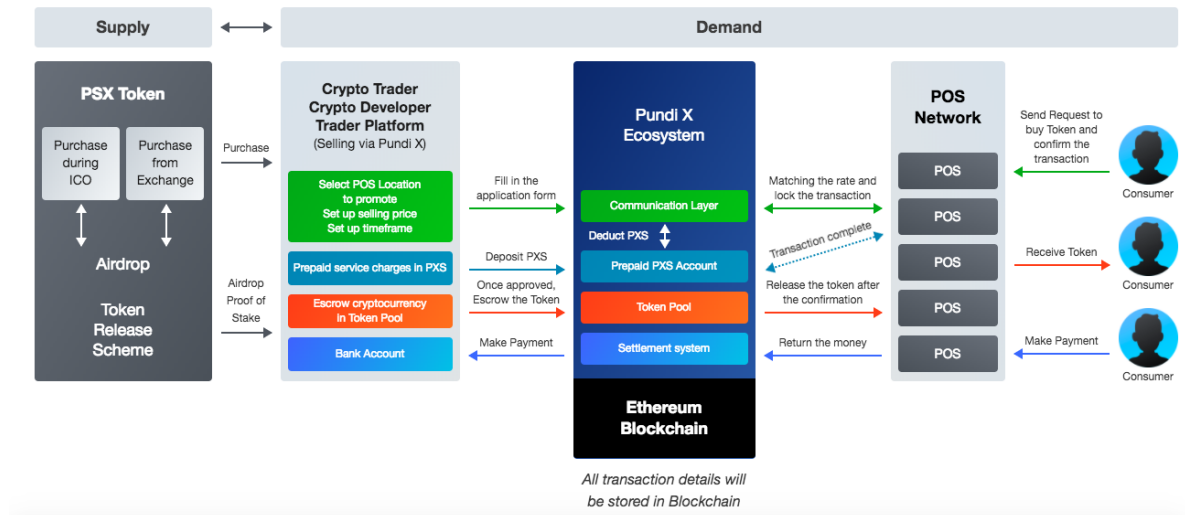 Supply
Demand
PSX Token
Purchase
during
ICO
Purchase
from
Exchange
Airdrop
Token
Release
Scheme
Purchase
Airdrop
Proof of
Stake
Crypto Trader
Crypto Developer
Trader Platform
(Selling via Pundi X)
Select POS Location
to promote
Set up selling price
Set up timeframe
Prepaid service charges in PXS
Escrow cryptocurrency
in Token Pool
Bank Account
Fill in the
application form
Deposit PXS
Once approved,
Escrow the Token
Make Payment
Pundi X
Ecosystem
Communication Layer
Deduct PXS
Prepaid PXS Account
Token Pool
Settlement system
Ethereum
Blockchain
All transaction details will
be stored in Blockchain
Matching the rate and
lock the transaction
Transaction complete
Release the token after
the confirmation
Return the money
POS
Network
POS
POS
POS
POS
POS
Send Request to
buy Token and
confirm the
transaction
Consumer
Receive Token
Consumer
Make Payment
Consumer